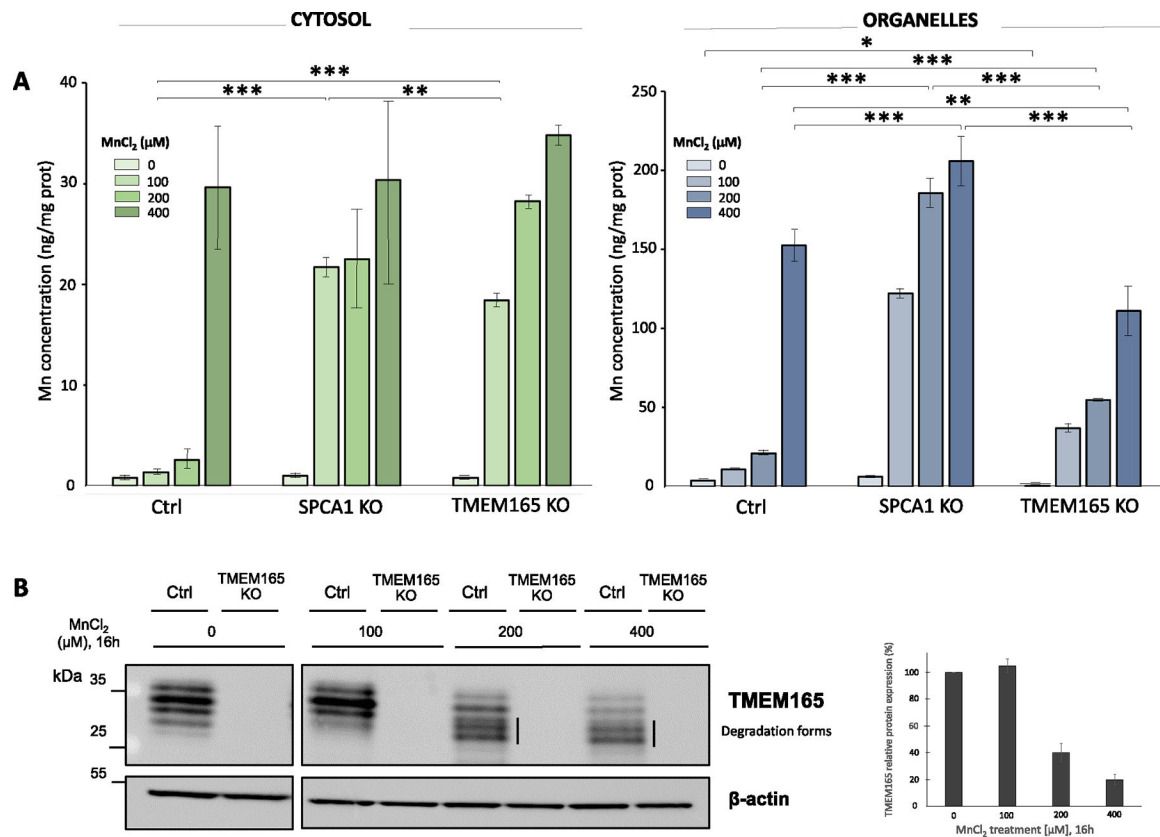 CYTOSOL
ORGANELLES
A
*
***
***
***
***
**
***
***
**
***
40
30
20
10
0
Mn concentration (ng/mg prot)
MnCl2 (µM)
0
100
200
400
Ctrl
SPCA1 KO
TMEM165 KO
250
200
150
100
50
0
Mn concentration (ng/mg prot)
MnCl2 (µM)
0
100
200
400
Ctrl
SPCA1 KO
TMEM165 KO
B
Ctrl
TMEM165 KO
Ctrl
TMEM165 KO
Ctrl
TMEM165 KO
Ctrl
TMEM165 KO
MnCl2 (µM), 16h
0
100
200
400
kDa
35
25
55
TMEM165
Degradation forms
β-actin
TMEM165 relative protein expression (%)
100
80
60
40
20
0
0
100
200
400
MnCl2 treatment [µM], 16h